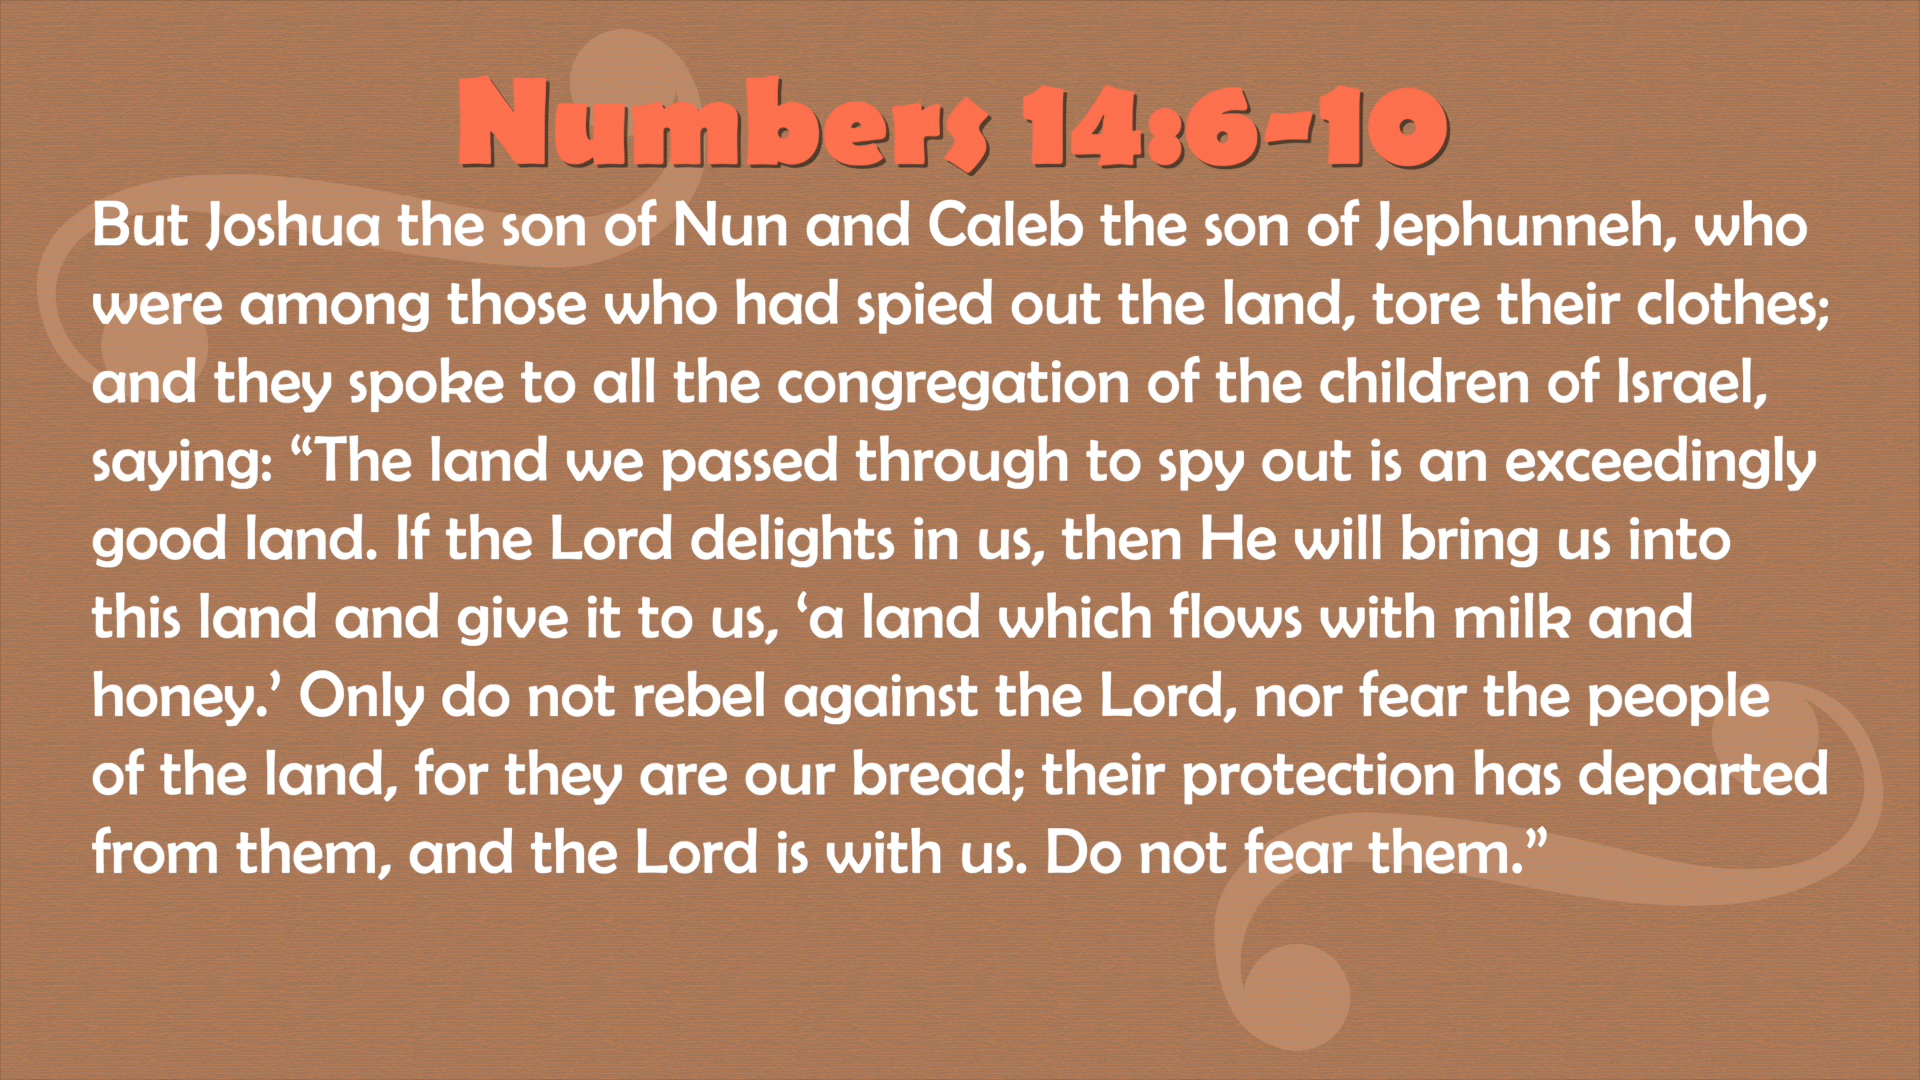 Numbers 14:6-10
But Joshua the son of Nun and Caleb the son of Jephunneh, who
were among those who had spied out the land, tore their clothes;
and they spoke to all the congregation of the children of Israel,
saying: “The land we passed through to spy out is an exceedingly
good land. If the Lord delights in us, then He will bring us into
this land and give it to us, ‘a land which flows with milk and
honey.’ Only do not rebel against the Lord, nor fear the people
of the land, for they are our bread; their protection has departed
from them, and the Lord is with us. Do not fear them.”